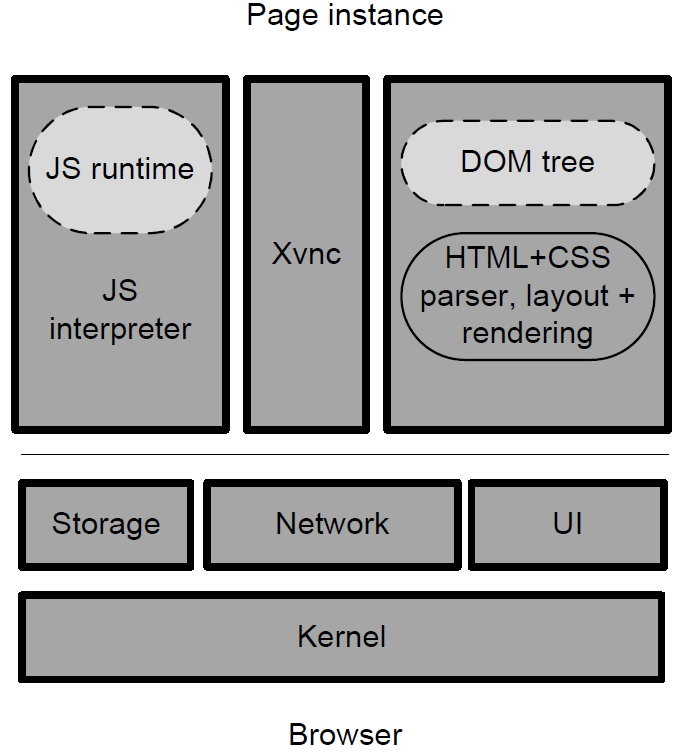 Page instance
JS runtime
JS
interpreter
Xvnc
DOM tree
HTML+CSS
parser, layout +
rendering
Storage
Network
UI
Kernel
Browser